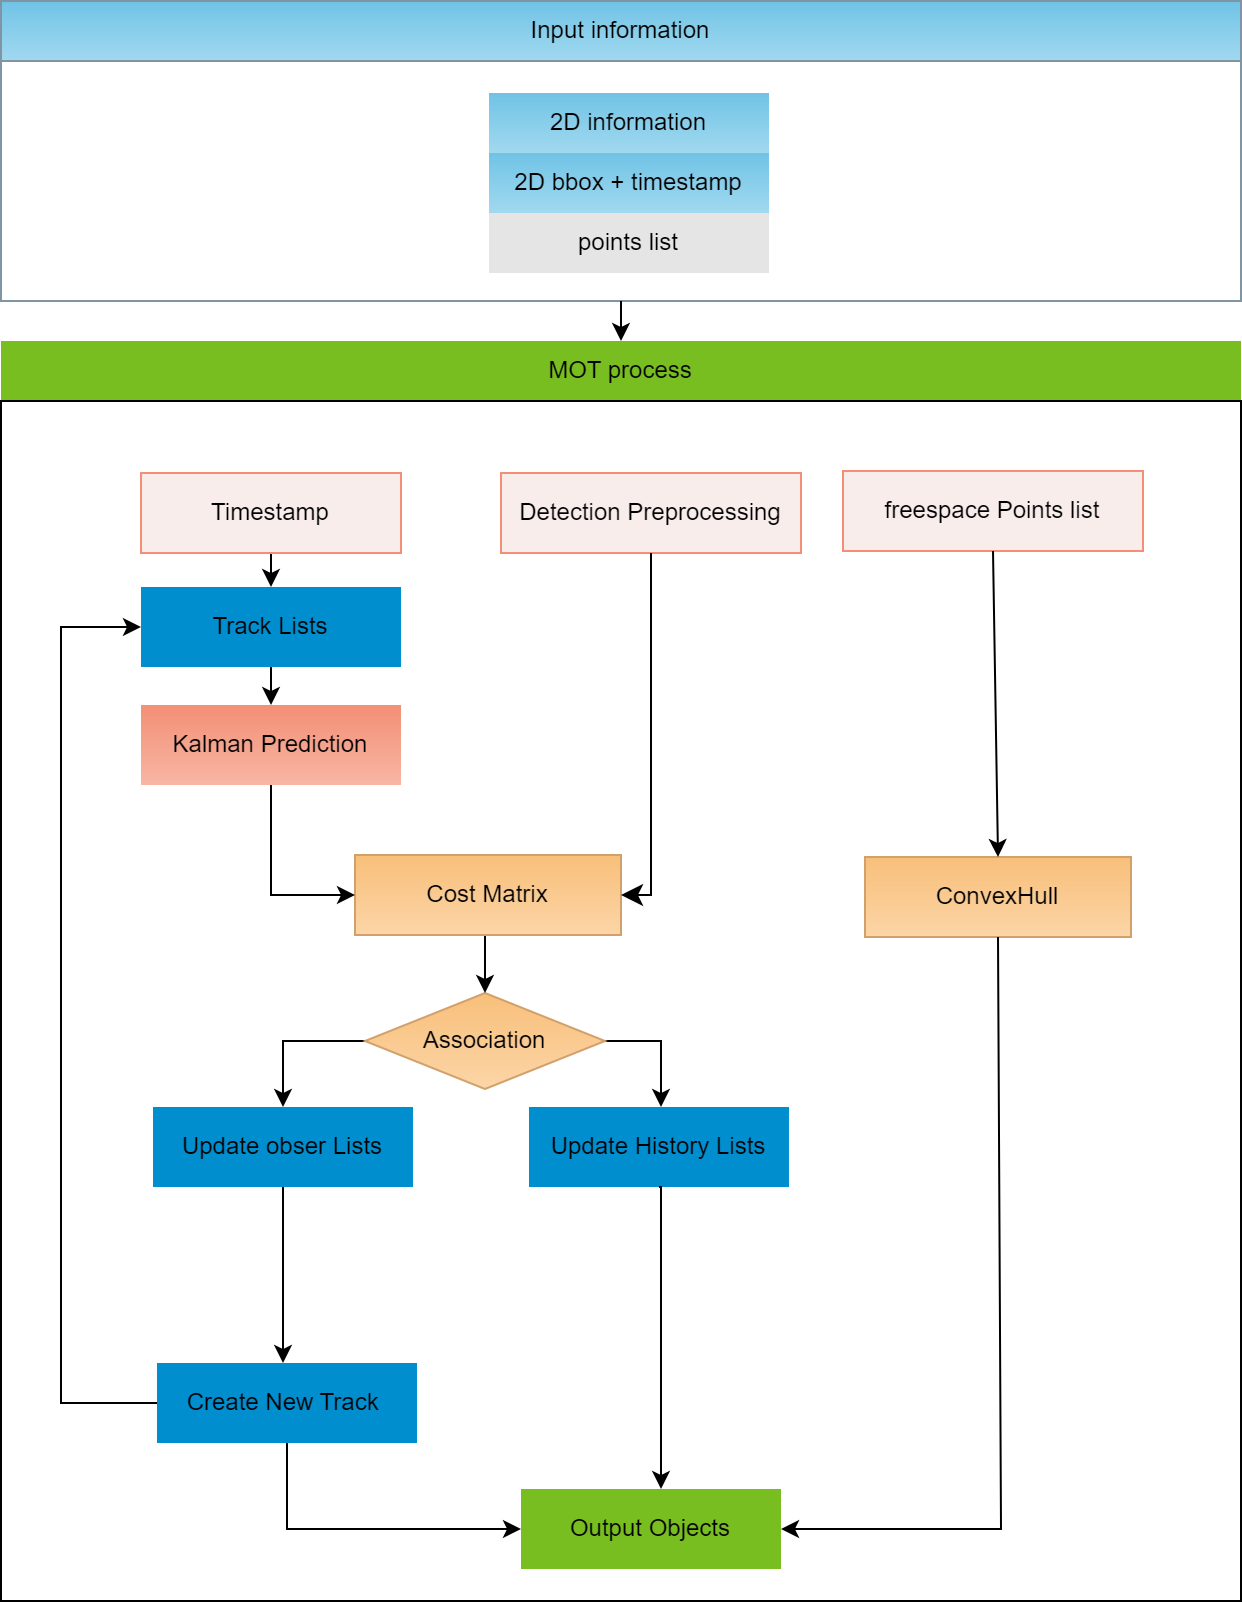 Input information
2D information
2D bbox + timestamp
points list
MOT process
Timestamp
Detection Preprocessing
freespace Points list
Track Lists
Kalman Prediction
Cost Matrix
ConvexHull
Association
Update obser Lists
Update History Lists
Create New Track
Output Objects